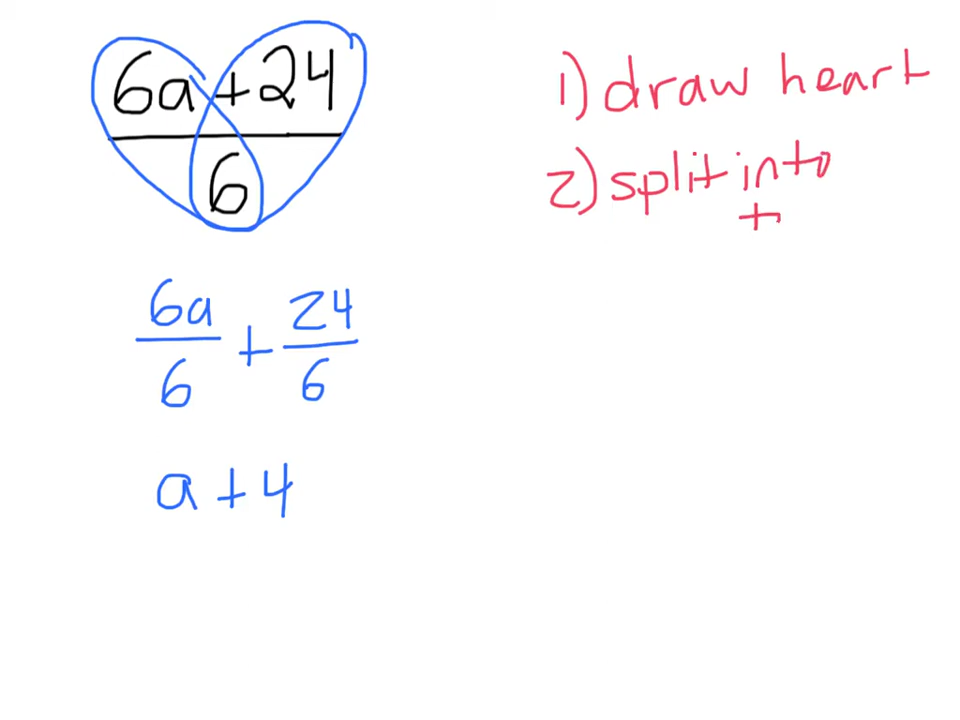 6a+24
6
1) draw heart
2) split into
+
6a/6 + 24/6
a + 4